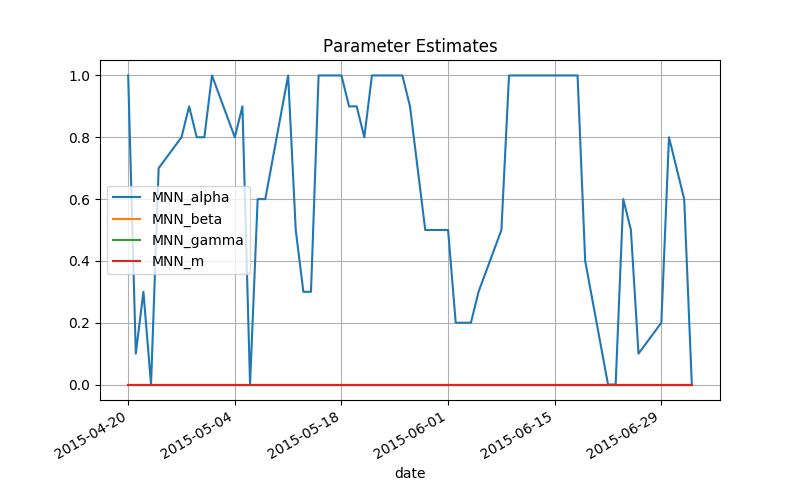 Parameter Estimates
1.0
0.8
0.6
0.4
0.2
0.0
MNN_alpha
MNN_beta
MNN_gamma
MNN_m
2015-04-20
2015-05-04
2015-05-18
2015-06-01
2015-06-15
2015-06-29
date